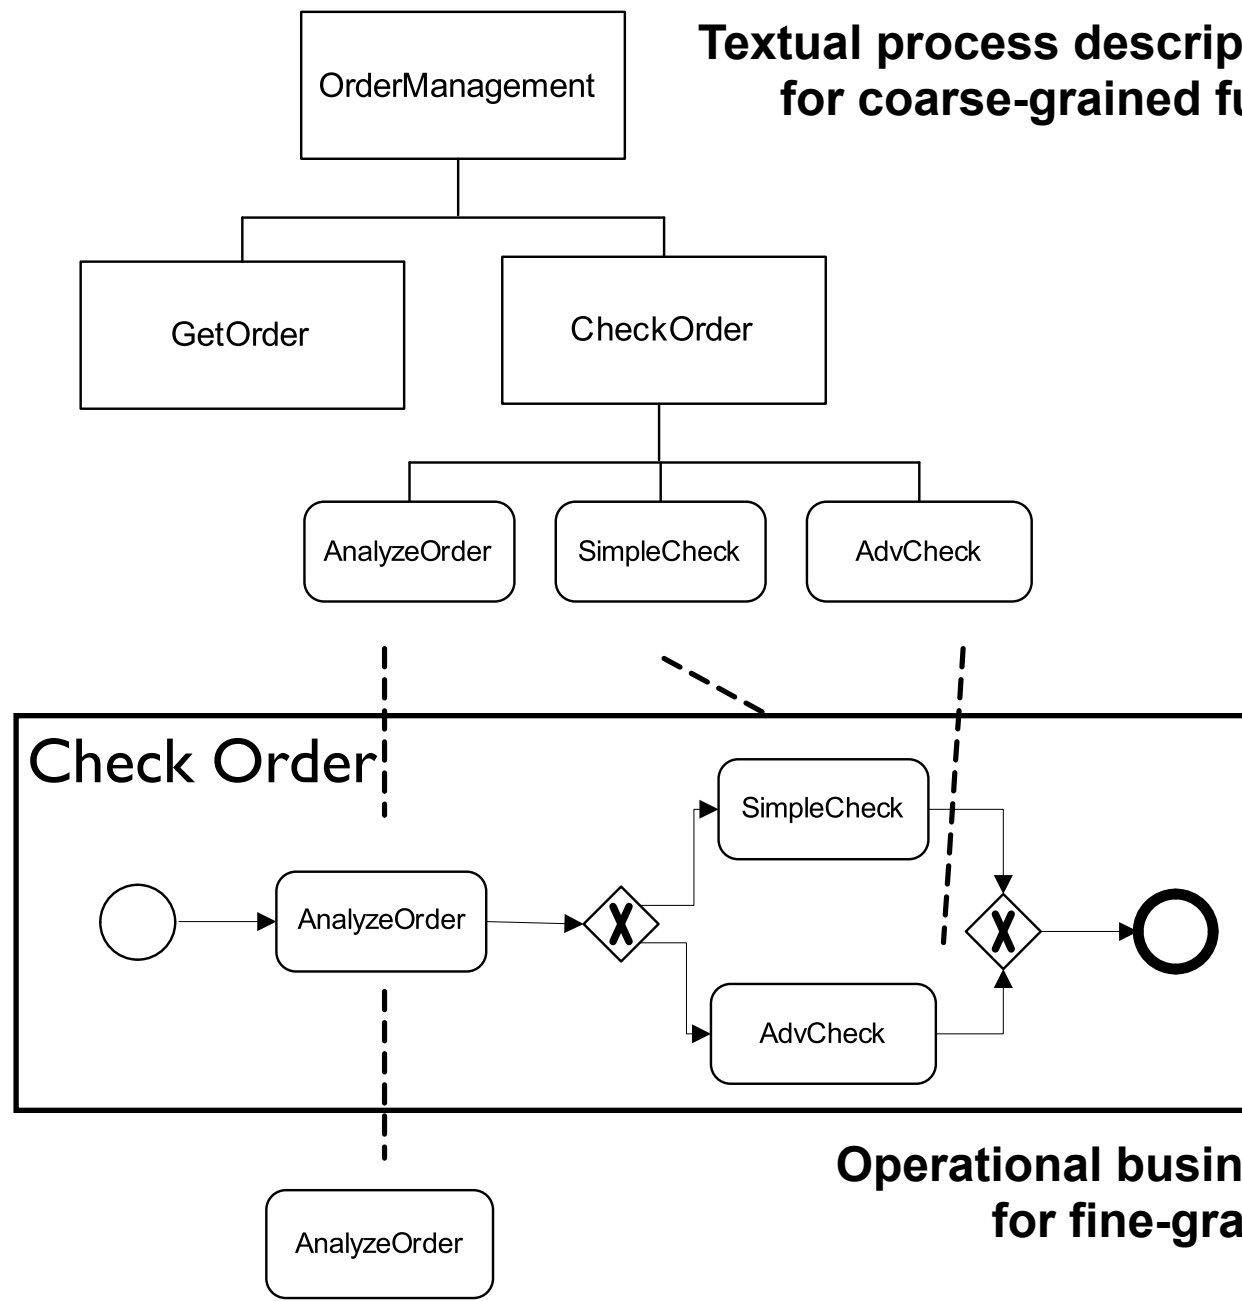 Textual process descrip
for coarse-grained fu
OrderManagement
GetOrder
CheckOrder
AnalyzeOrder
SimpleCheck
AdvCheck
Check Order
SimpleCheck
AnalyzeOrder
X
X
AdvCheck
Operational busin
for fine-gra
AnalyzeOrder